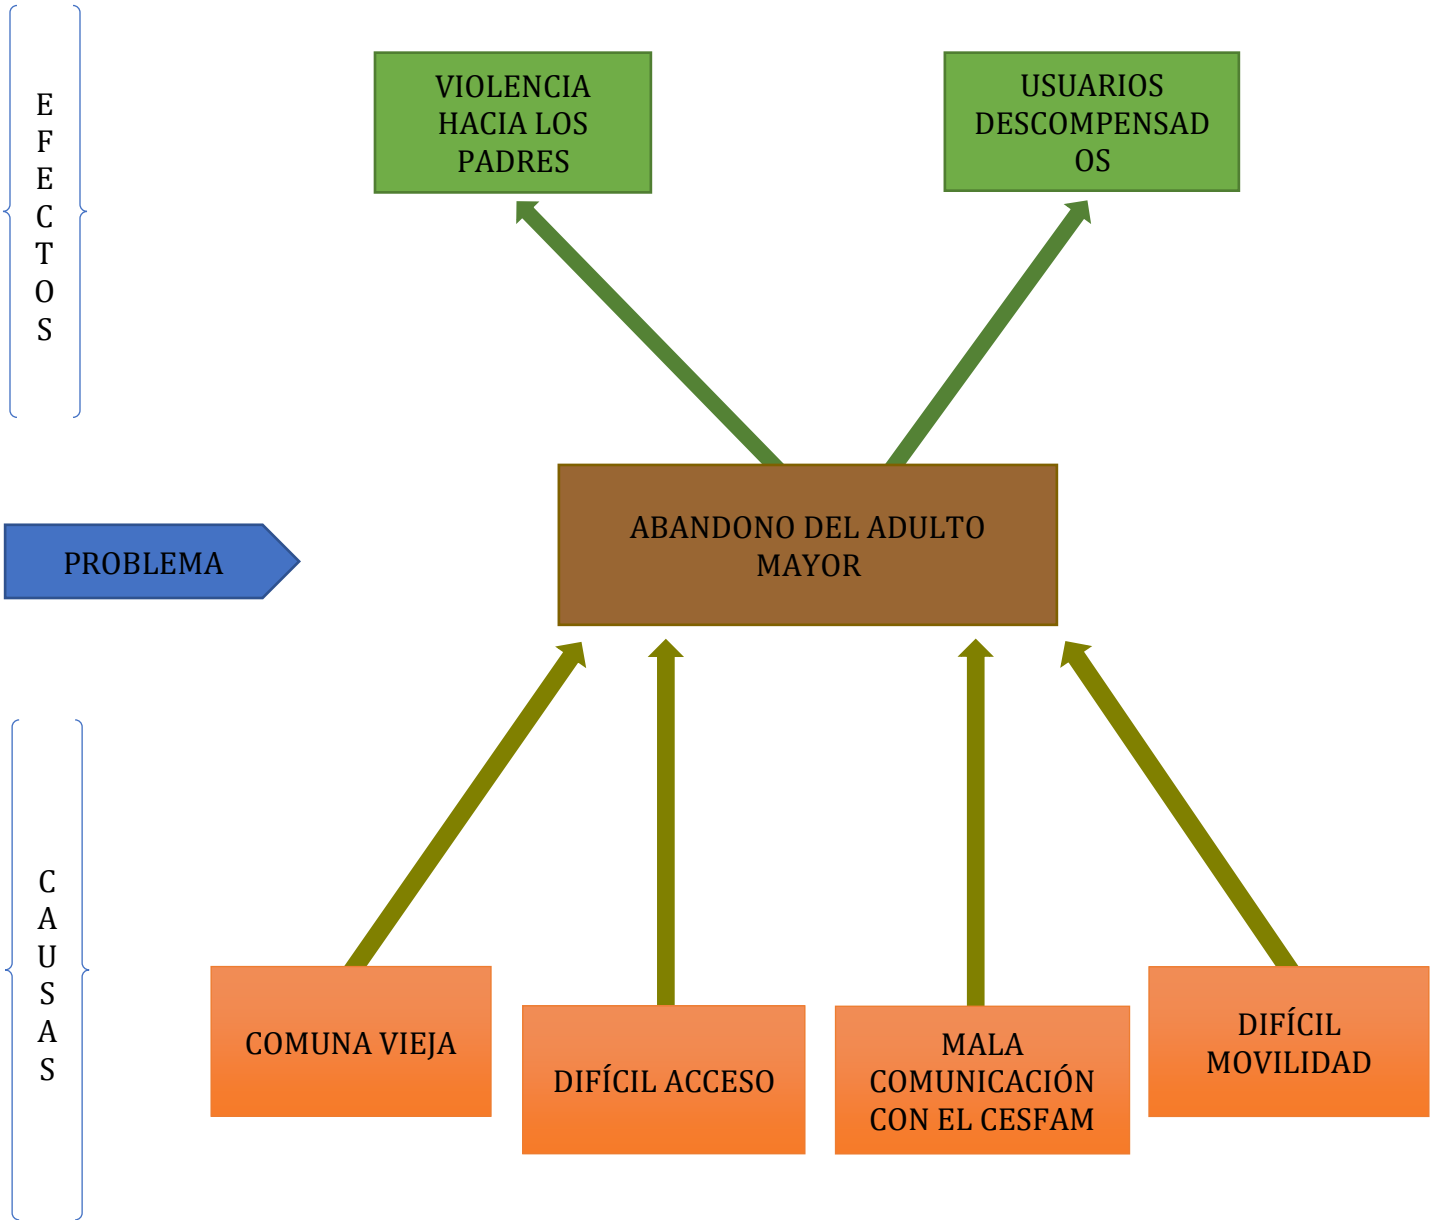 E
F
E
C
T
O
S
VIOLENCIA
HACIA LOS
PADRES
USUARIOS
DESCOMPENSAD
OS
PROBLEMA
ABANDONO DEL ADULTO
MAYOR
C
A
U
S
A
S
COMUNA VIEJA
DIFÍCIL ACCESO
MALA
COMUNICACIÓN
CON EL CESFAM
DIFÍCIL
MOVILIDAD